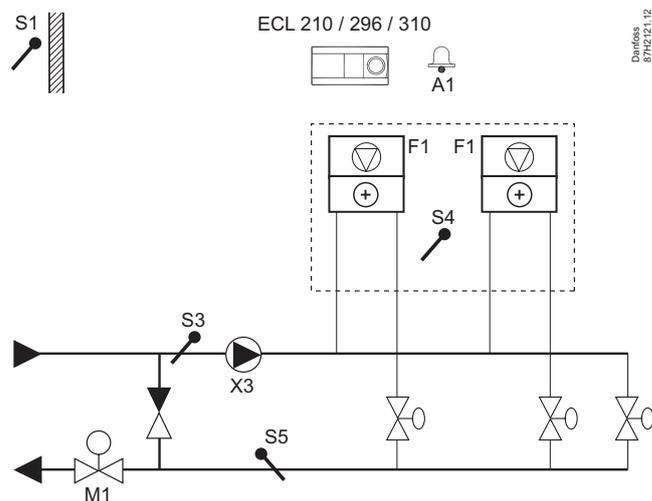 S1
ECL 210 / 296 / 310
Danfoss
87H2121.12
A1
F1
F1
S4
S3
X3
S5
M1